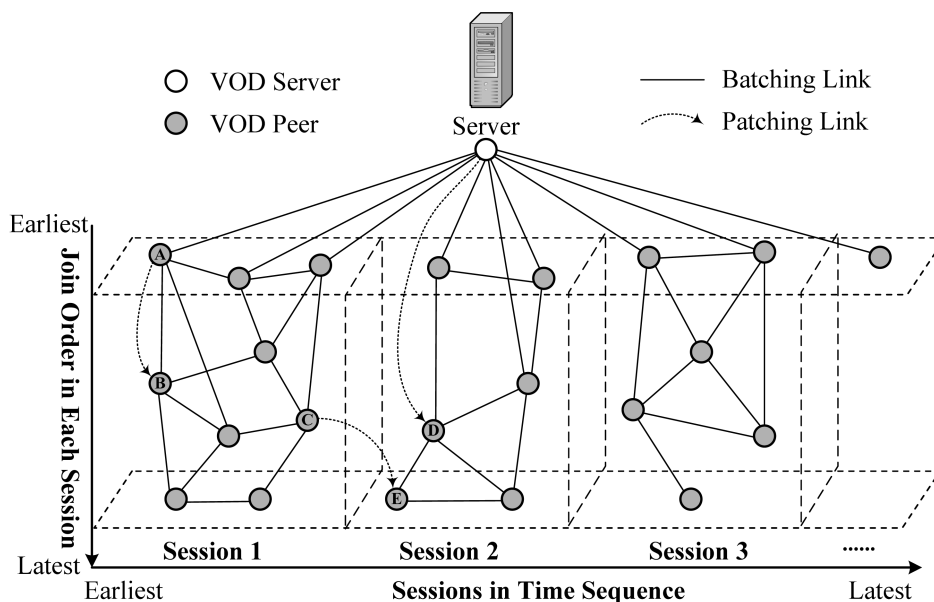 VOD Server
VOD Peer
Server
Batching Link
Patching Link
Earliest
Join Order in Each Session
Latest
A
B
C
D
E
Session 1
Session 2
Session 3
......
Earliest
Sessions in Time Sequence
Latest